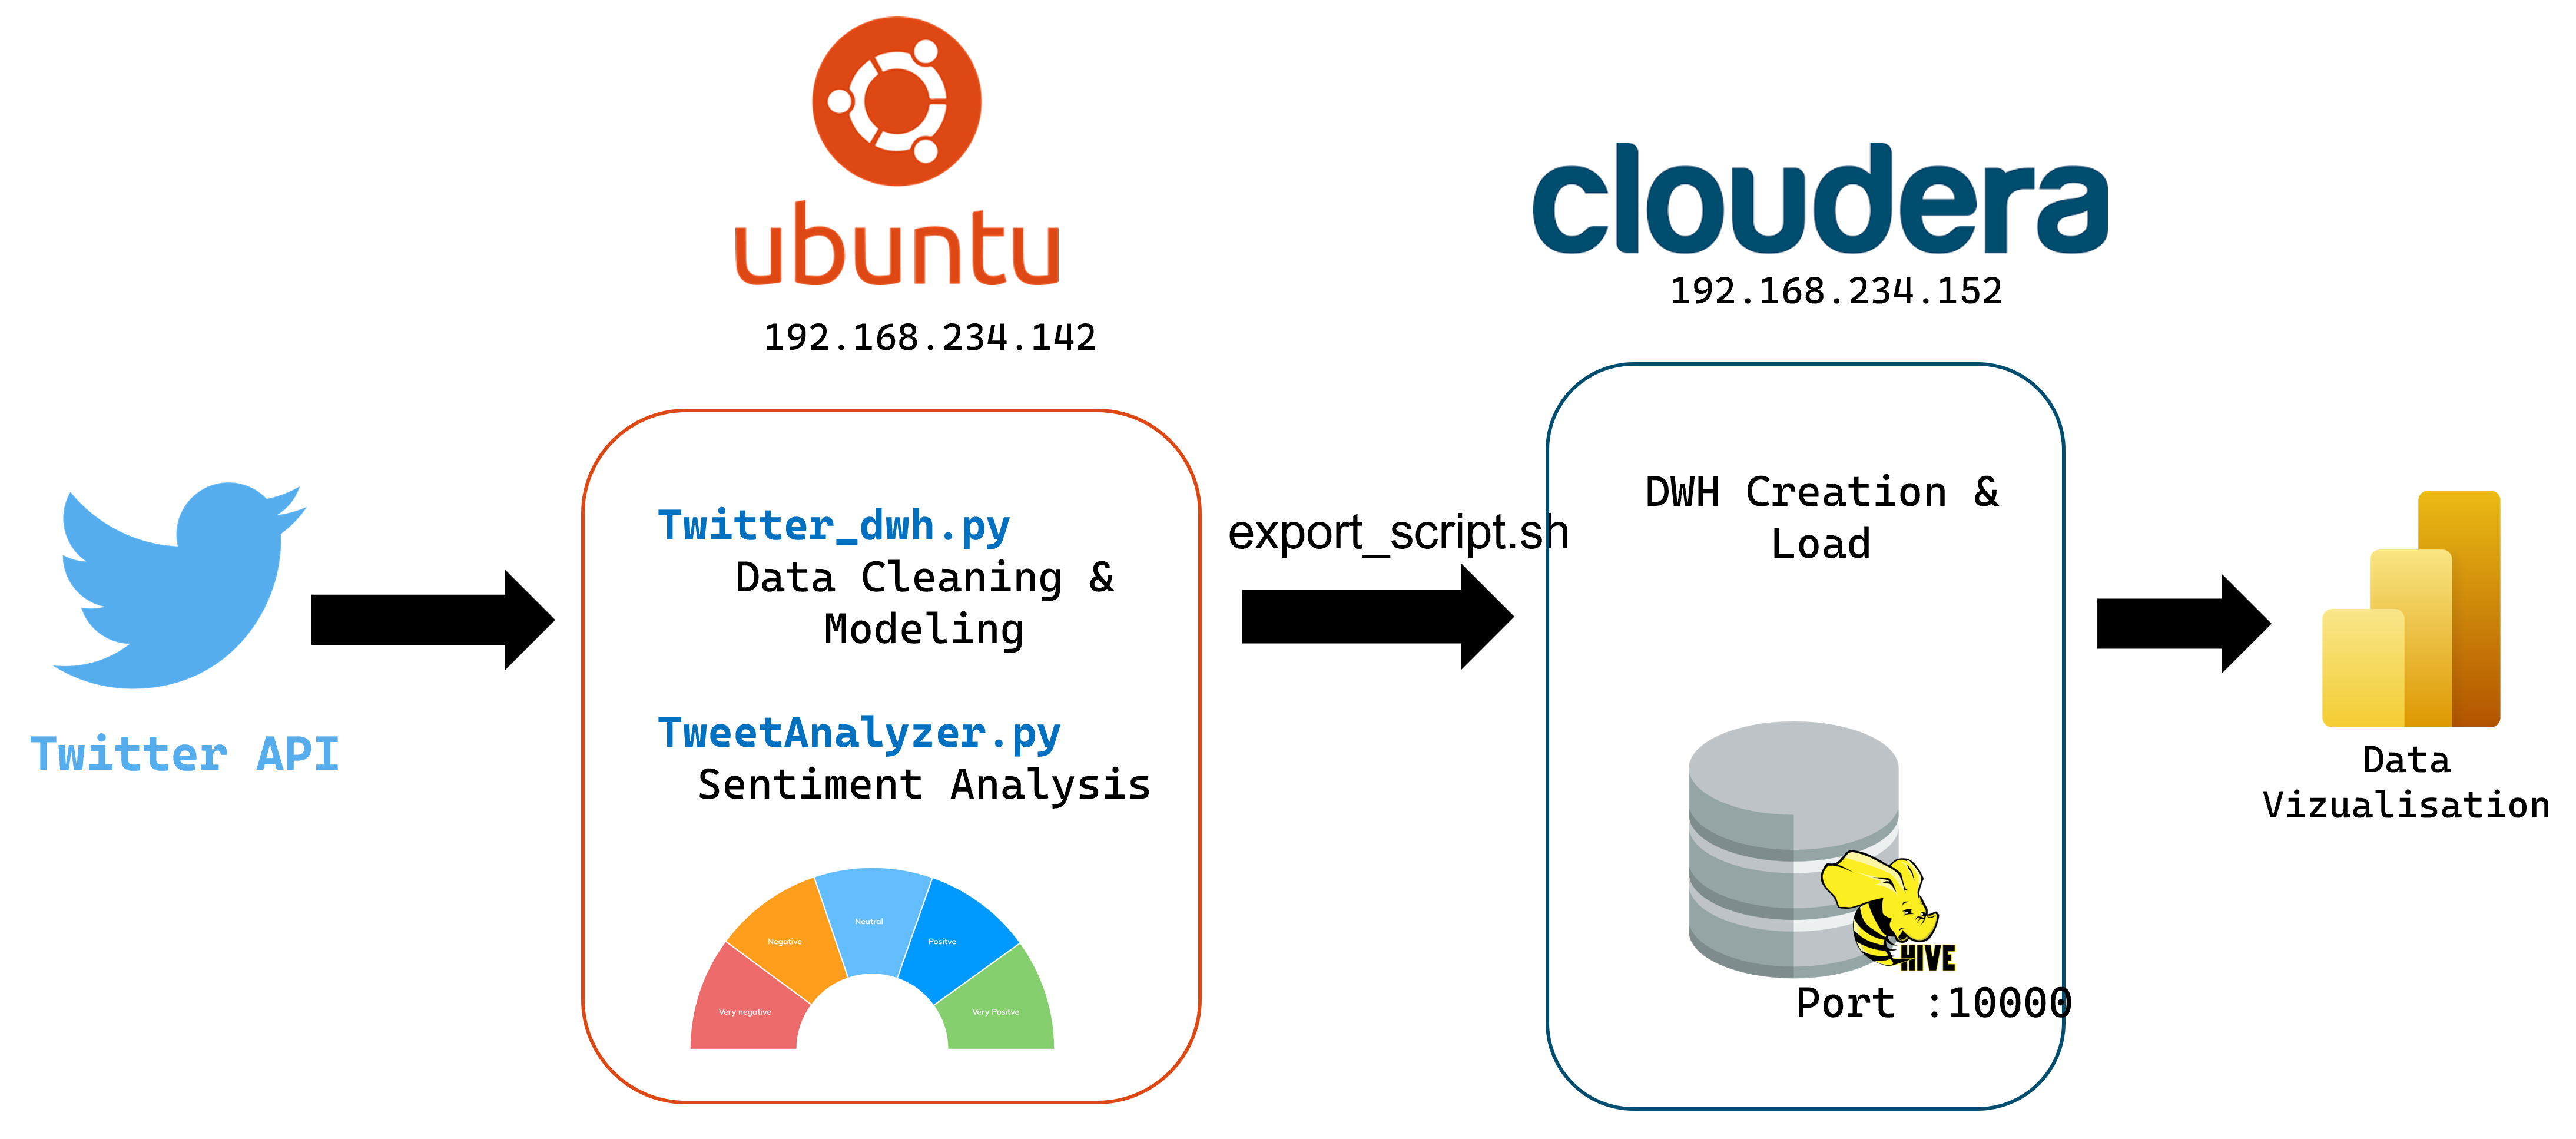 ubuntu
192.168.234.142
cloudera
192.168.234.152
Twitter API
Twitter_dwh.py
Data Cleaning &
Modeling
TweetAnalyzer.py
Sentiment Analysis
Very negative
Negative
Neutral
Positve
Very Positve
export_script.sh
DWH Creation &
Load
HIVE
Port :10000
Data
Vizualisation